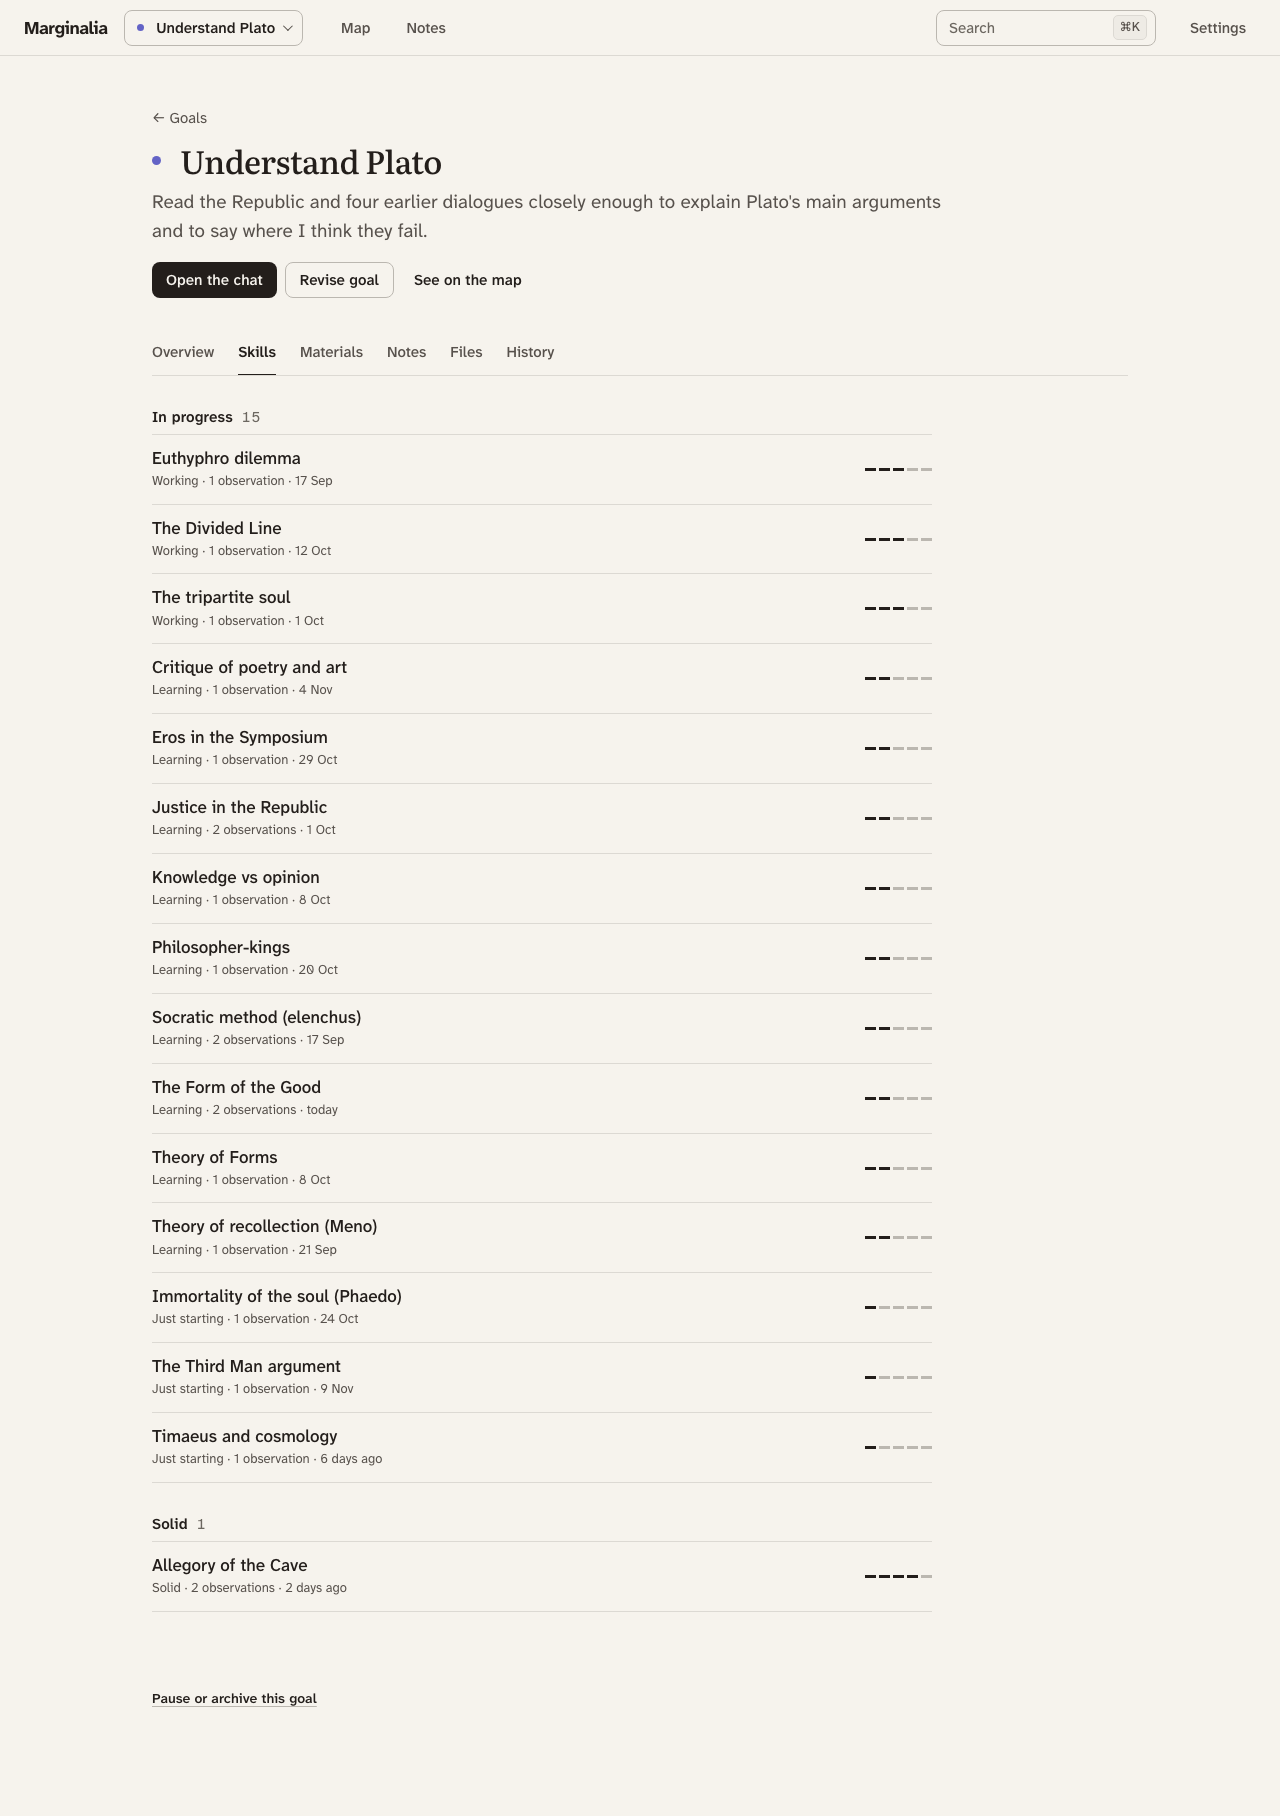 Marginalia
Understand Plato
Map
Notes
Search
⌘K
Settings
← Goals
Understand Plato
Read the Republic and four earlier dialogues closely enough to explain Plato's main arguments
and to say where I think they fail.
Open the chat
Revise goal
See on the map
Overview
Skills
Materials
Notes
Files
History
In progress 15
Euthyphro dilemma
Working · 1 observation · 17 Sep
The Divided Line
Working · 1 observation · 12 Oct
The tripartite soul
Working · 1 observation · 1 Oct
Critique of poetry and art
Learning · 1 observation · 4 Nov
Eros in the Symposium
Learning · 1 observation · 29 Oct
Justice in the Republic
Learning · 2 observations · 1 Oct
Knowledge vs opinion
Learning · 1 observation · 8 Oct
Philosopher-kings
Learning · 1 observation · 20 Oct
Socratic method (elenchus)
Learning · 2 observations · 17 Sep
The Form of the Good
Learning · 2 observations · today
Theory of Forms
Learning · 1 observation · 8 Oct
Theory of recollection (Meno)
Learning · 1 observation · 21 Sep
Immortality of the soul (Phaedo)
Just starting · 1 observation · 24 Oct
The Third Man argument
Just starting · 1 observation · 9 Nov
Timaeus and cosmology
Just starting · 1 observation · 6 days ago
Solid 1
Allegory of the Cave
Solid · 2 observations · 2 days ago
Pause or archive this goal